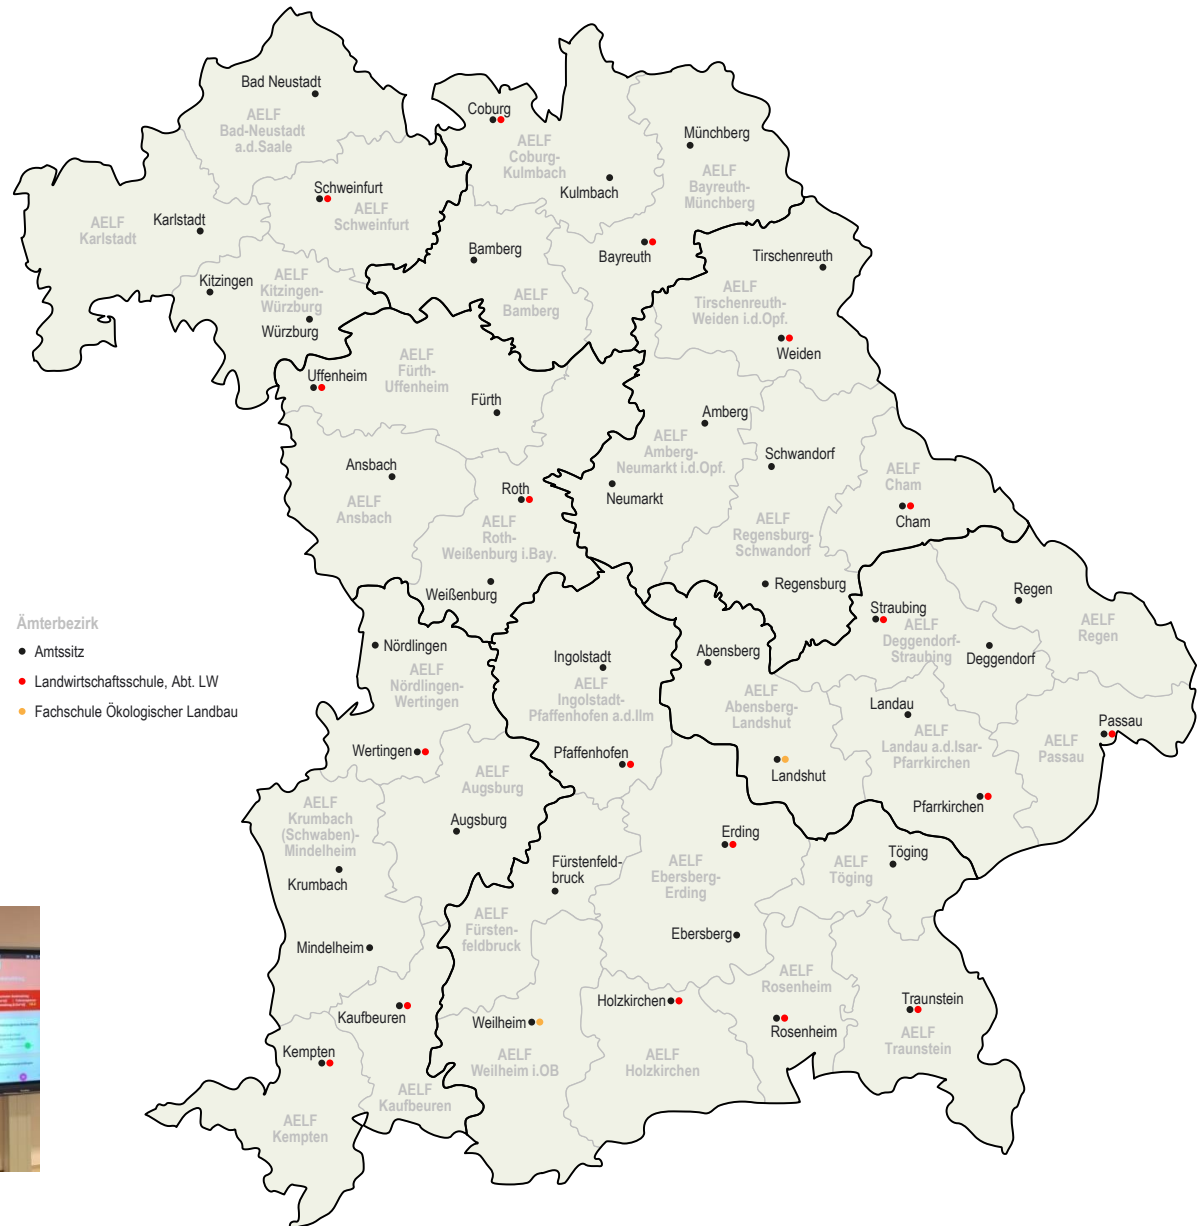 Bad Neustadt
AELF
Bad-Neustadt
a.d.Saale
Coburg
AELF
Coburg-
Kulmbach
Kulmbach
Münchberg
AELF
Bayreuth-
Münchberg
Schweinfurt
AELF
Schweinfurt
Karlstadt
AELF
Karlstadt
Kitzingen
AELF
Kitzingen-
Würzburg
Würzburg
Bamberg
AELF
Bamberg
Bayreuth
Tirschenreuth
AELF
Tirschenreuth-
Weiden i.d.Opf.
Weiden
Uffenheim
AELF
Fürth-
Uffenheim
Fürth
Amberg
AELF
Amberg-
Neumarkt i.d.Opf.
Neumarkt
Schwandorf
AELF
Cham
Cham
Ansbach
AELF
Ansbach
Roth
AELF
Roth-
Weißenburg i.Bay.
Weißenburg
AELF
Regensburg-
Schwandorf
Regensburg
Straubing
AELF
Deggendorf-
Straubing
Deggendorf
Regen
AELF
Regen
Ämterbezirk
Amtssitz
Landwirtschaftsschule, Abt. LW
Fachschule Ökologischer Landbau
Nördlingen
AELF
Nördlingen-
Wertingen
Wertingen
Ingolstadt
AELF
Ingolstadt-
Pfaffenhofen a.d.Ilm
Pfaffenhofen
Abensberg
AELF
Abensberg-
Landshut
Landshut
Landau
AELF
Landau a.d.Isar-
Pfarrkirchen
Pfarrkirchen
Passau
AELF
Passau
AELF
Augsburg
Augsburg
AELF
Krumbach
(Schwaben)-
Mindelheim
Krumbach
Mindelheim
Fürstenfeld-
bruck
AELF
Fürsten-
feldbruck
Erding
AELF
Ebersberg-
Erding
Ebersberg
Töging
AELF
Töging
Kaufbeuren
Kempten
AELF
Kempten
AELF
Kaufbeuren
Weilheim
AELF
Weilheim i.OB
Holzkirchen
AELF
Holzkirchen
AELF
Rosenheim
Rosenheim
Traunstein
AELF
Traunstein